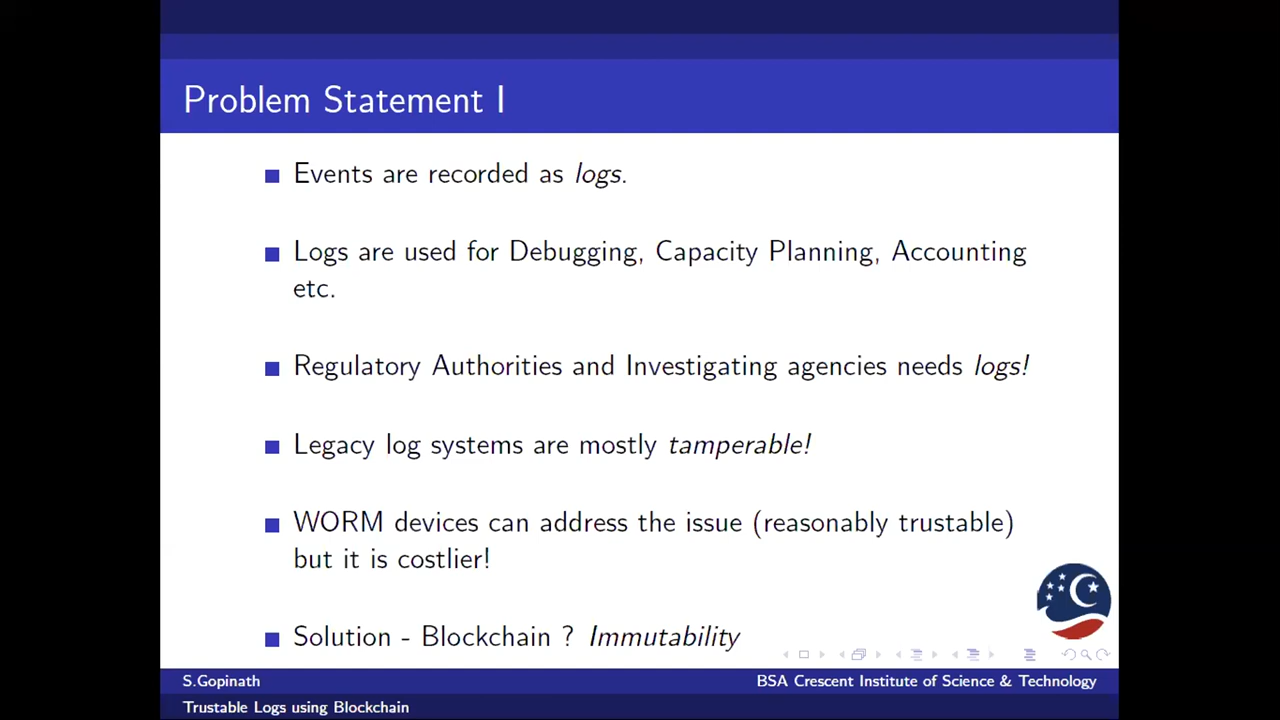 Problem Statement I
Events are recorded as logs.
Logs are used for Debugging, Capacity Planning, Accounting
etc.
Regulatory Authorities and Investigating agencies needs logs!
Legacy log systems are mostly tamperable!
WORM devices can address the issue (reasonably trustable)
but it is costlier!
Solution - Blockchain ? Immutability
S.Gopinath
BSA Crescent Institute of Science & Technology
Trustable Logs using Blockchain